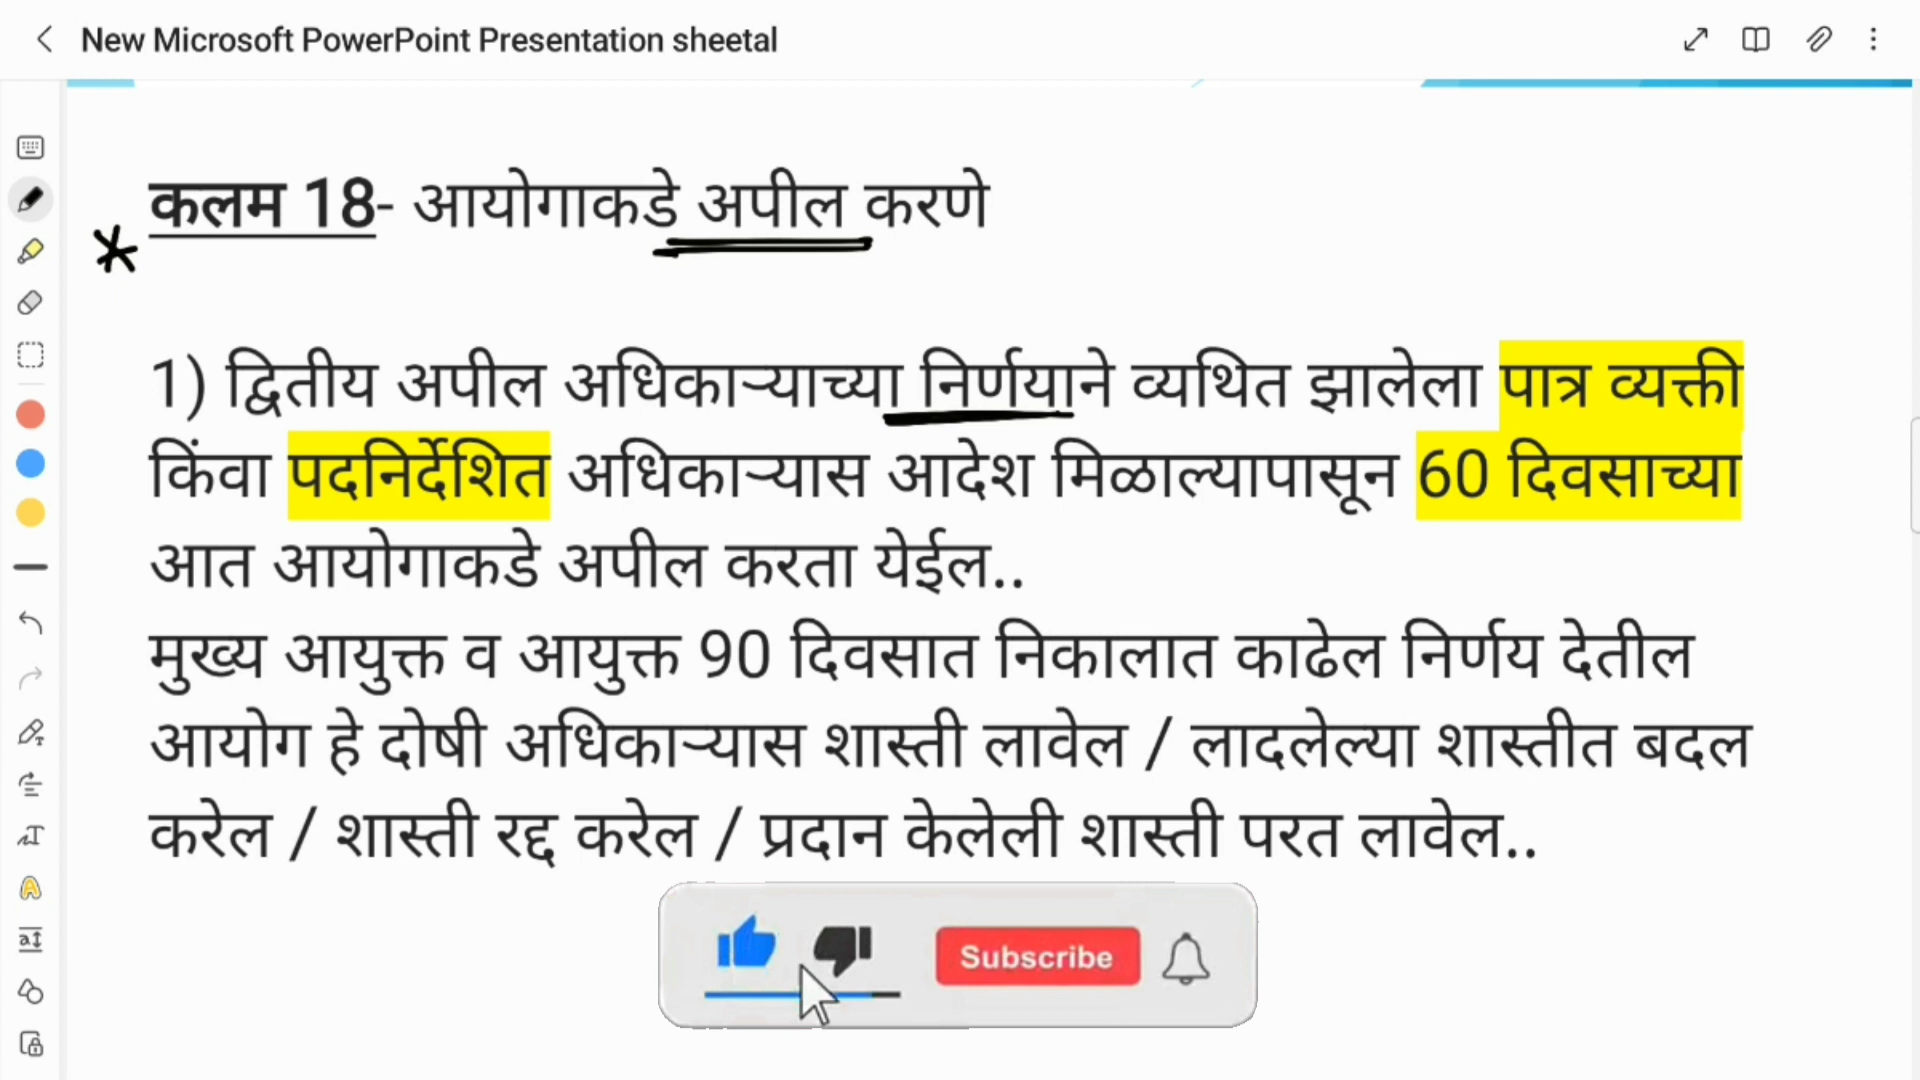 New Microsoft PowerPoint Presentation sheetal
कलम 18- आयोगाकडे अपील करणे
1) द्वितीय अपील अधिकाऱ्याच्या निर्णयाने व्यथित झालेला पात्र व्यक्ती
किंवा पदनिर्देशित अधिकाऱ्यास आदेश मिळाल्यापासून 60 दिवसाच्या
आत आयोगाकडे अपील करता येईल..
मुख्य आयुक्त व आयुक्त 90 दिवसात निकालात काढेल निर्णय देतील
आयोग हे दोषी अधिकाऱ्यास शास्ती लावेल / लादलेल्या शास्तीत बदल
करेल / शास्ती रद्द करेल / प्रदान केलेली शास्ती परत लावेल..
Subscribe